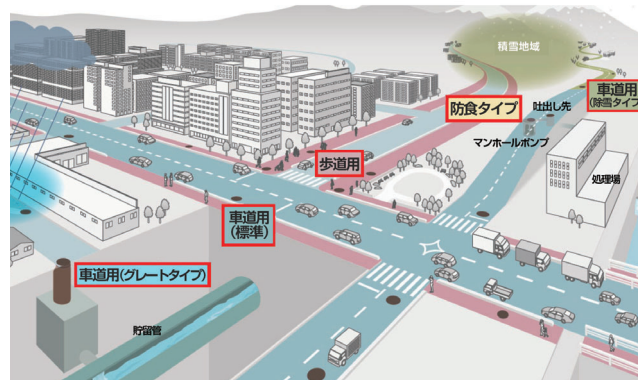 積雪地域
車道用
(除雪タイプ)
防食タイプ
吐出し先
マンホールポンプ
歩道用
処理場
車道用
(標準)
車道用(グレートタイプ)
貯留管